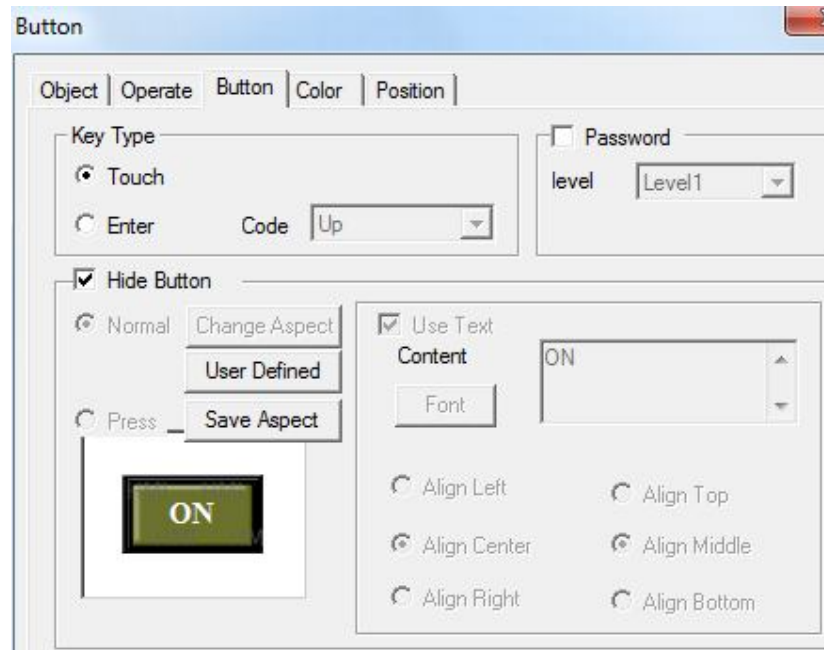 Button
Object Operate Button Color Position
Key Type
Touch
Enter Code Up
Password
level Level1
Hide Button
Normal Change Aspect
User Defined
Press Save Aspect
ON
Use Text
Content ON
Font
Align Left Align Top
Align Center Align Middle
Align Right Align Bottom